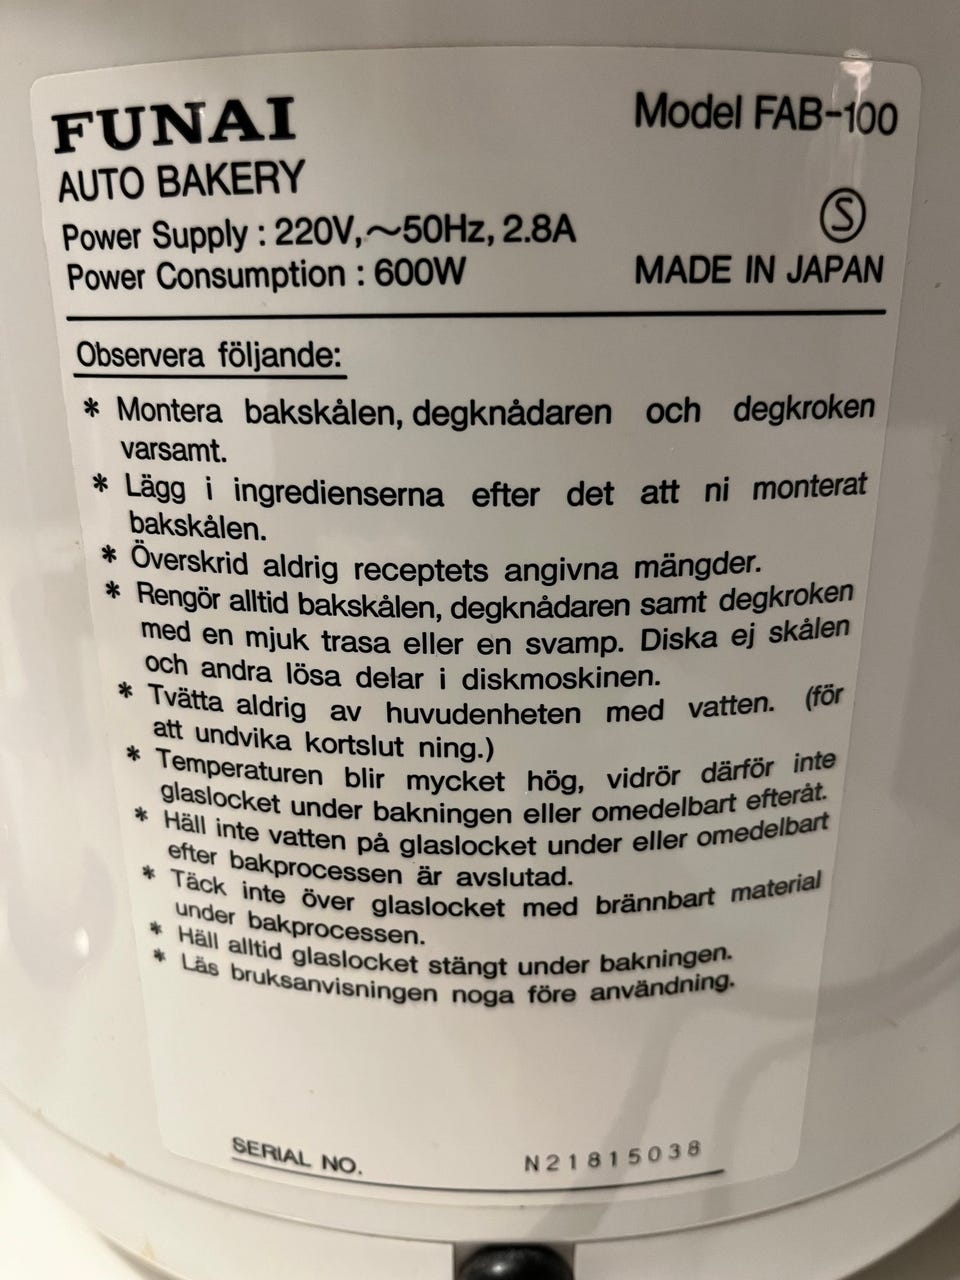 FUNAI
Model FAB-100
AUTO BAKERY
Power Supply : 220V,~50Hz, 2.8A
S
Power Consumption : 600W
MADE IN JAPAN
Observera följande:
* Montera bakskålen, degknådaren och degkroken
varsamt.
* Lägg i ingredienserna efter det att ni monterat
bakskålen.
* Överskrid aldrig receptets angivna mängder.
* Rengör alltid bakskålen, degknådaren samt degkroken
med en mjuk trasa eller en svamp. Diska ej skålen
och andra lösa delar i diskmoskinen.
* Tvätta aldrig av huvudenheten med vatten. (för
att undvika kortslut ning.)
* Temperaturen blir mycket hög, vidrör därför inte
glaslocket under bakningen eller omedelbart efteråt.
* Häll inte vatten på glaslocket under eller omedelbart
efter bakprocessen är avslutad.
* Täck inte över glaslocket med brännbart material
under bakprocessen.
* Häll alltid glaslocket stängt under bakningen.
* Läs bruksanvisningen noga före användning.
SERIAL NO. N21815038